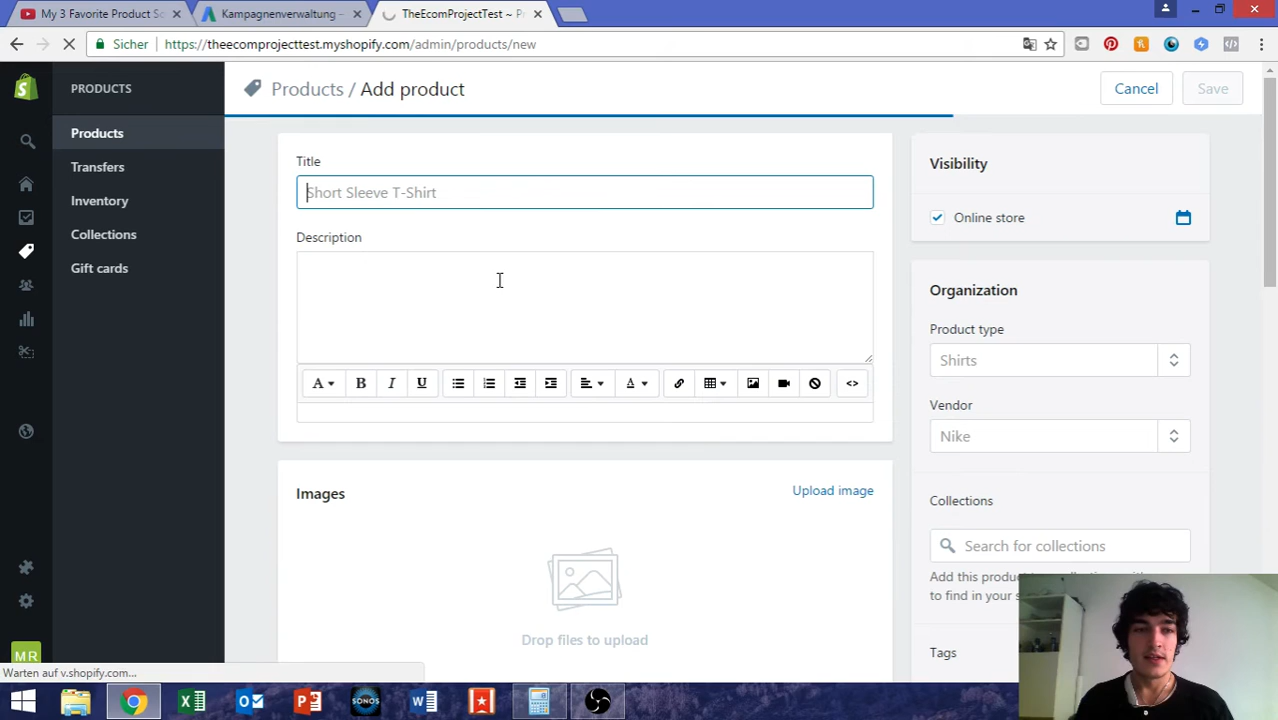 My 3 Favorite Product So
Kampagnenverwaltung –
TheEcomProjectTest ~ P
Sicher
https://theecomprojecttest.myshopify.com/admin/products/new
PRODUCTS
Products / Add product
Cancel
Save
Products
Transfers
Inventory
Collections
Gift cards
Title
Short Sleeve T-Shirt
Description
A
B
I
U
A
<>
Images
Upload image
Drop files to upload
Visibility
Online store
Organization
Product type
Shirts
Vendor
Nike
Collections
Search for collections
Add this product to
to find in your s
Tags
MR
Warten auf v.shopify.com...
SONOS